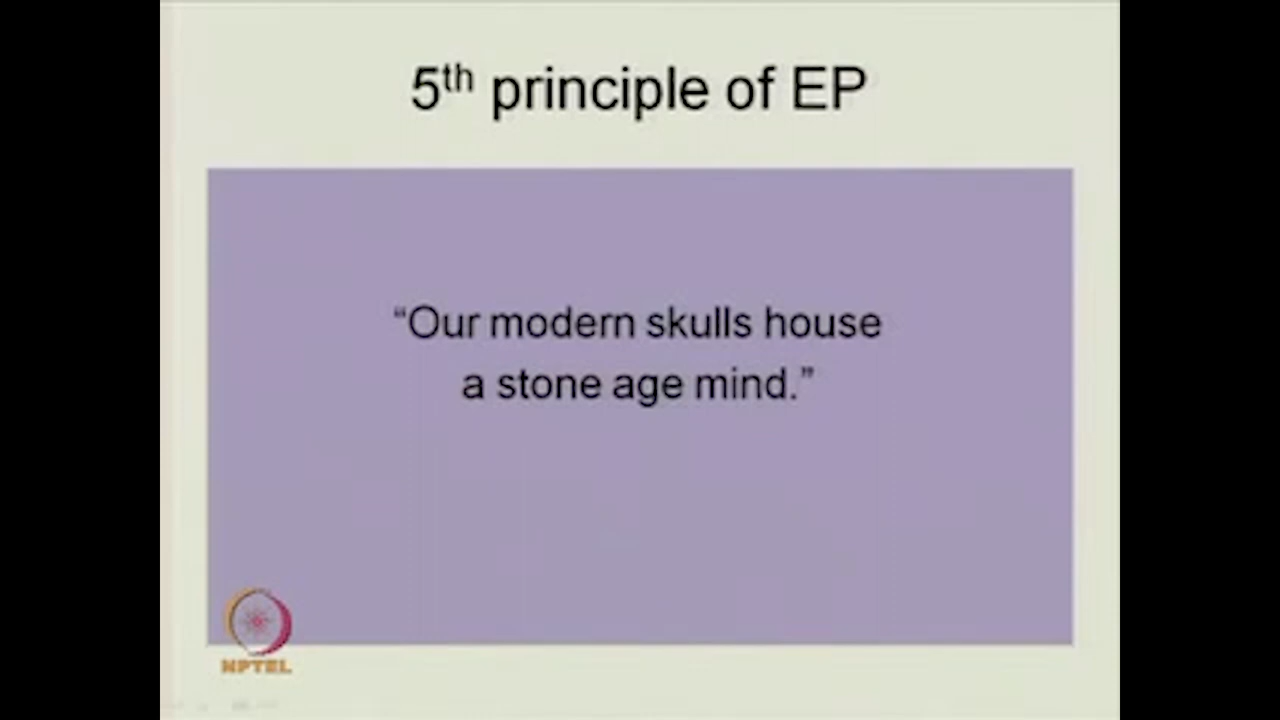 5th principle of EP
“Our modern skulls house
a stone age mind.”
NPTEL